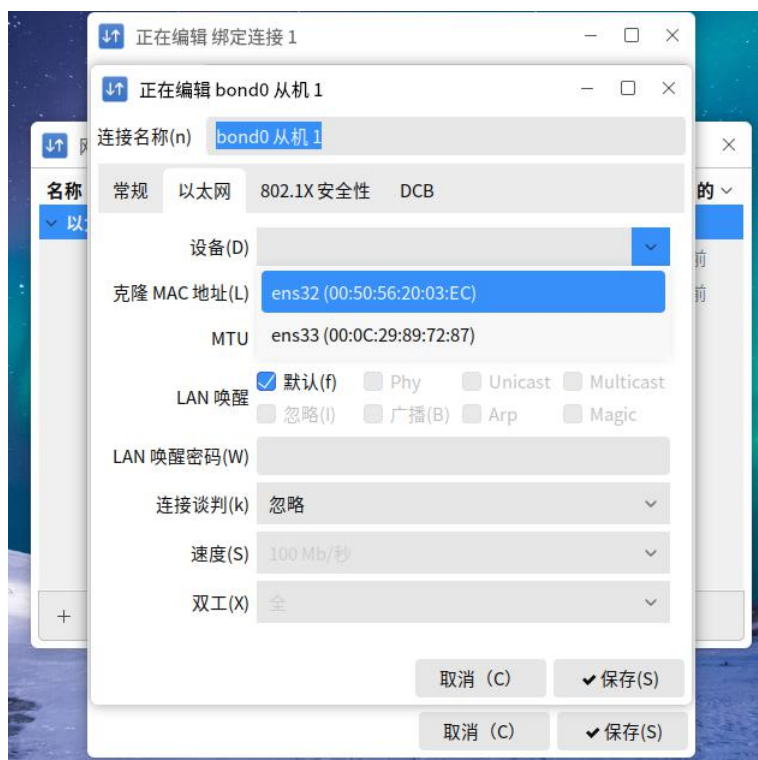 正在编辑 绑定连接 1
正在编辑 bond0 从机 1
连接名称(n) bond0 从机 1
名称
常规 以太网 802.1X 安全性 DCB
的
以
设备(D)
前
克隆 MAC 地址(L) ens32 (00:50:56:20:03:EC)
前
MTU ens33 (00:0C:29:89:72:87)
LAN 唤醒 默认(f) Phy Unicast Multicast
忽略(I) 广播(B) Arp Magic
LAN 唤醒密码(W)
连接谈判(k) 忽略
速度(S) 100 Mb/秒
双工(X) 全
+
取消（C） 保存(S)
取消（C） 保存(S)